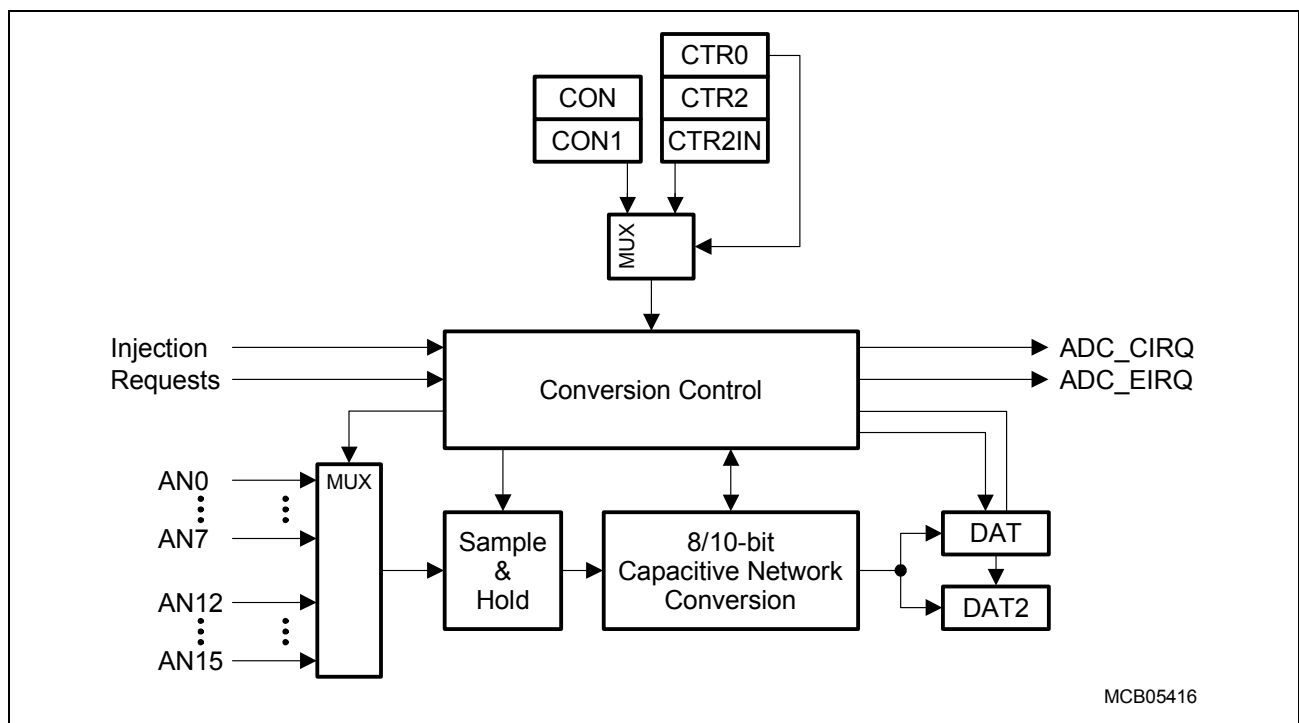 CTR0
CON
CTR2
CON1
CTR2IN
MUX
Injection
Requests
Conversion Control
ADC_CIRQ
ADC_EIRQ
AN0
AN7
AN12
AN15
MUX
Sample
&
Hold
8/10-bit
Capacitive Network
Conversion
DAT
DAT2
MCB05416